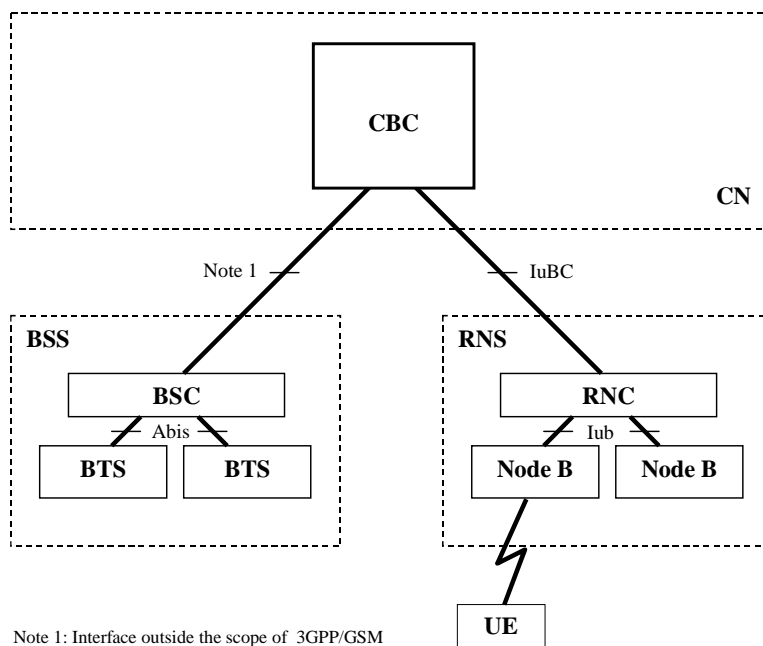 CBC
CN
Note 1
IuBC
BSS
RNS
BSC
RNC
Abis
Iub
BTS
BTS
Node B
Node B
UE
Note 1: Interface outside the scope of 3GPP/GSM